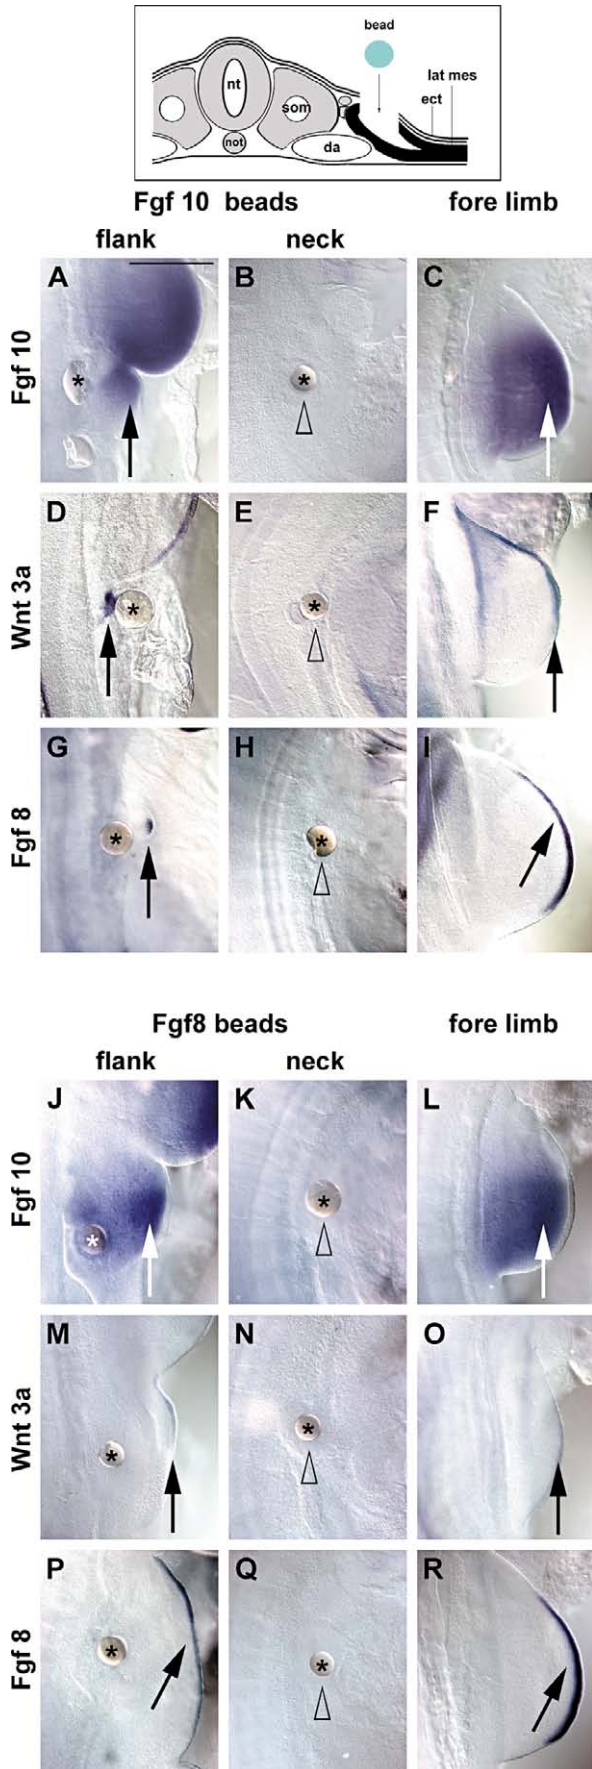 bead
lat mes
ect
nt
som
not
da
Fgf 10 beads fore limb
flank neck
Fgf 10
A B C
* *
Wnt 3a
D E F
* *
Fgf 8
G H I
* *
Fgf8 beads fore limb
flank neck
Fgf 10
J K L
* *
Wnt 3a
M N O
* *
Fgf 8
P Q R
* *